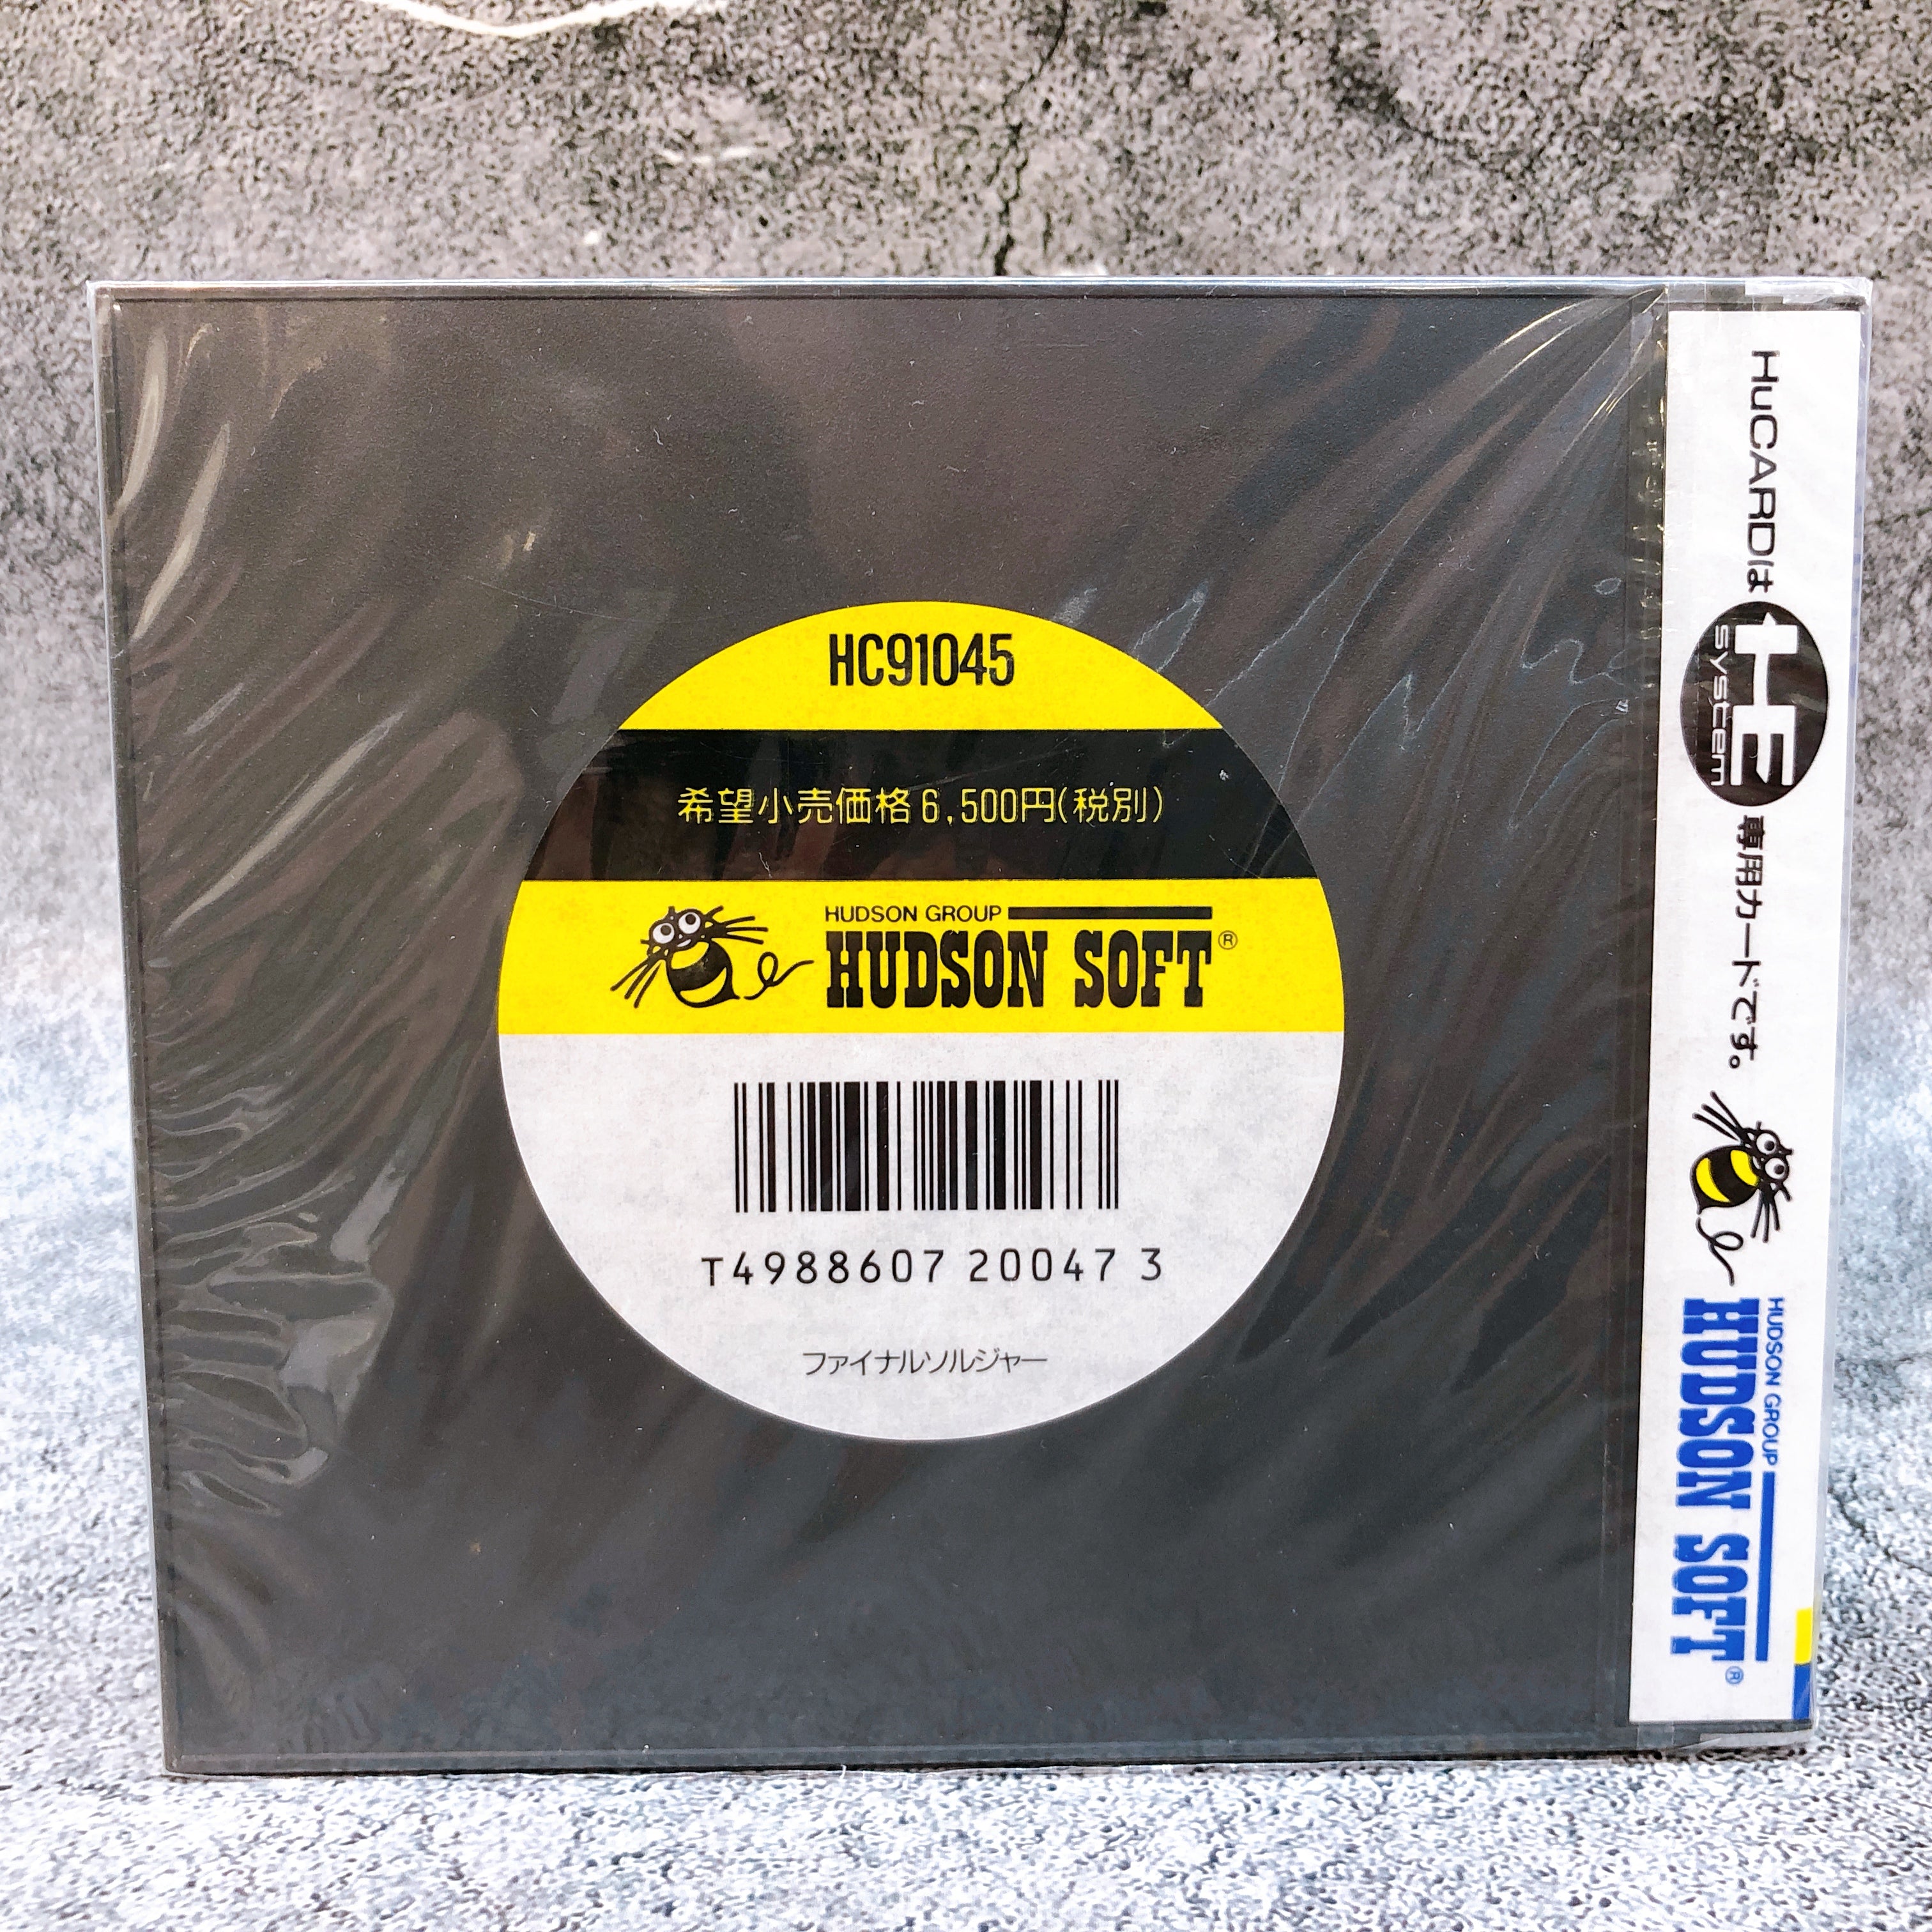 HC91045
希望小売価格6,500円(税別)
HUDSON GROUP
HUDSON SOFT®
T4988607 20047 3
ファイナルソルジャー
HuCARDは HE system 専用カードです。
HUDSON GROUP
HUDSON SOFT®